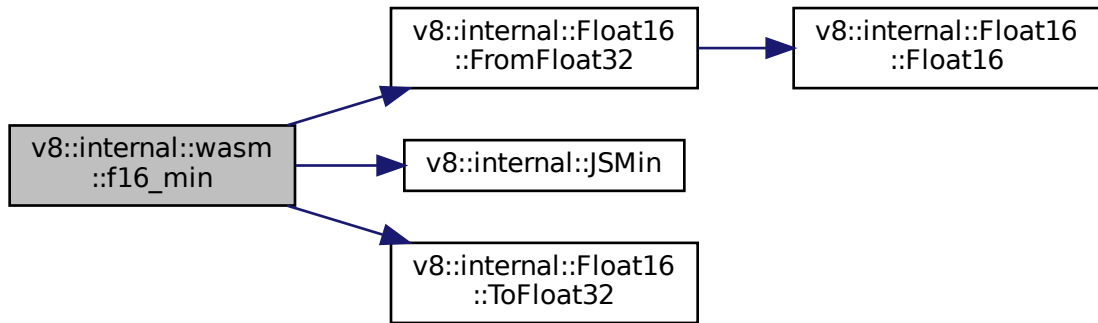 v8::internal::Float16
::FromFloat32
v8::internal::Float16
::Float16
v8::internal::wasm
::f16_min
v8::internal::JSMin
v8::internal::Float16
::ToFloat32